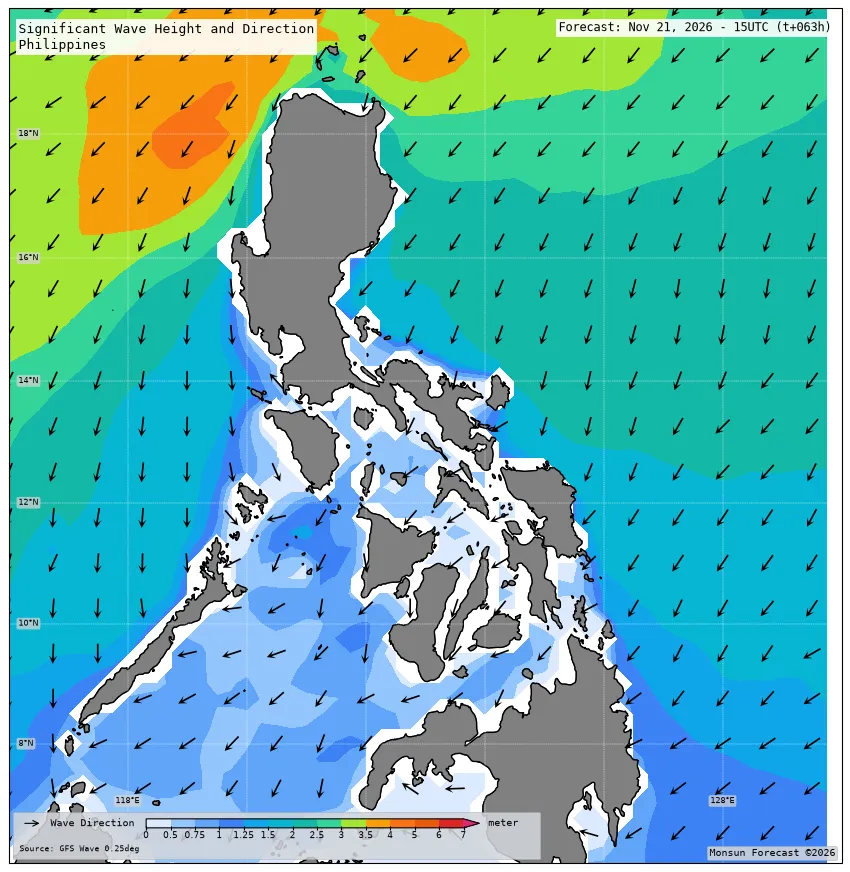 Significant Wave Height and Direction
Philippines
Forecast: Nov 21, 2026 - 15UTC (t+063h)
18°N
16°N
14°N
12°N
10°N
8°N
118°E
128°E
Wave Direction
0 0.5 0.75 1 1.25 1.5 2 2.5 3 3.5 4 5 6 7
meter
Source: GFS Wave 0.25deg
Monsun Forecast ©2026